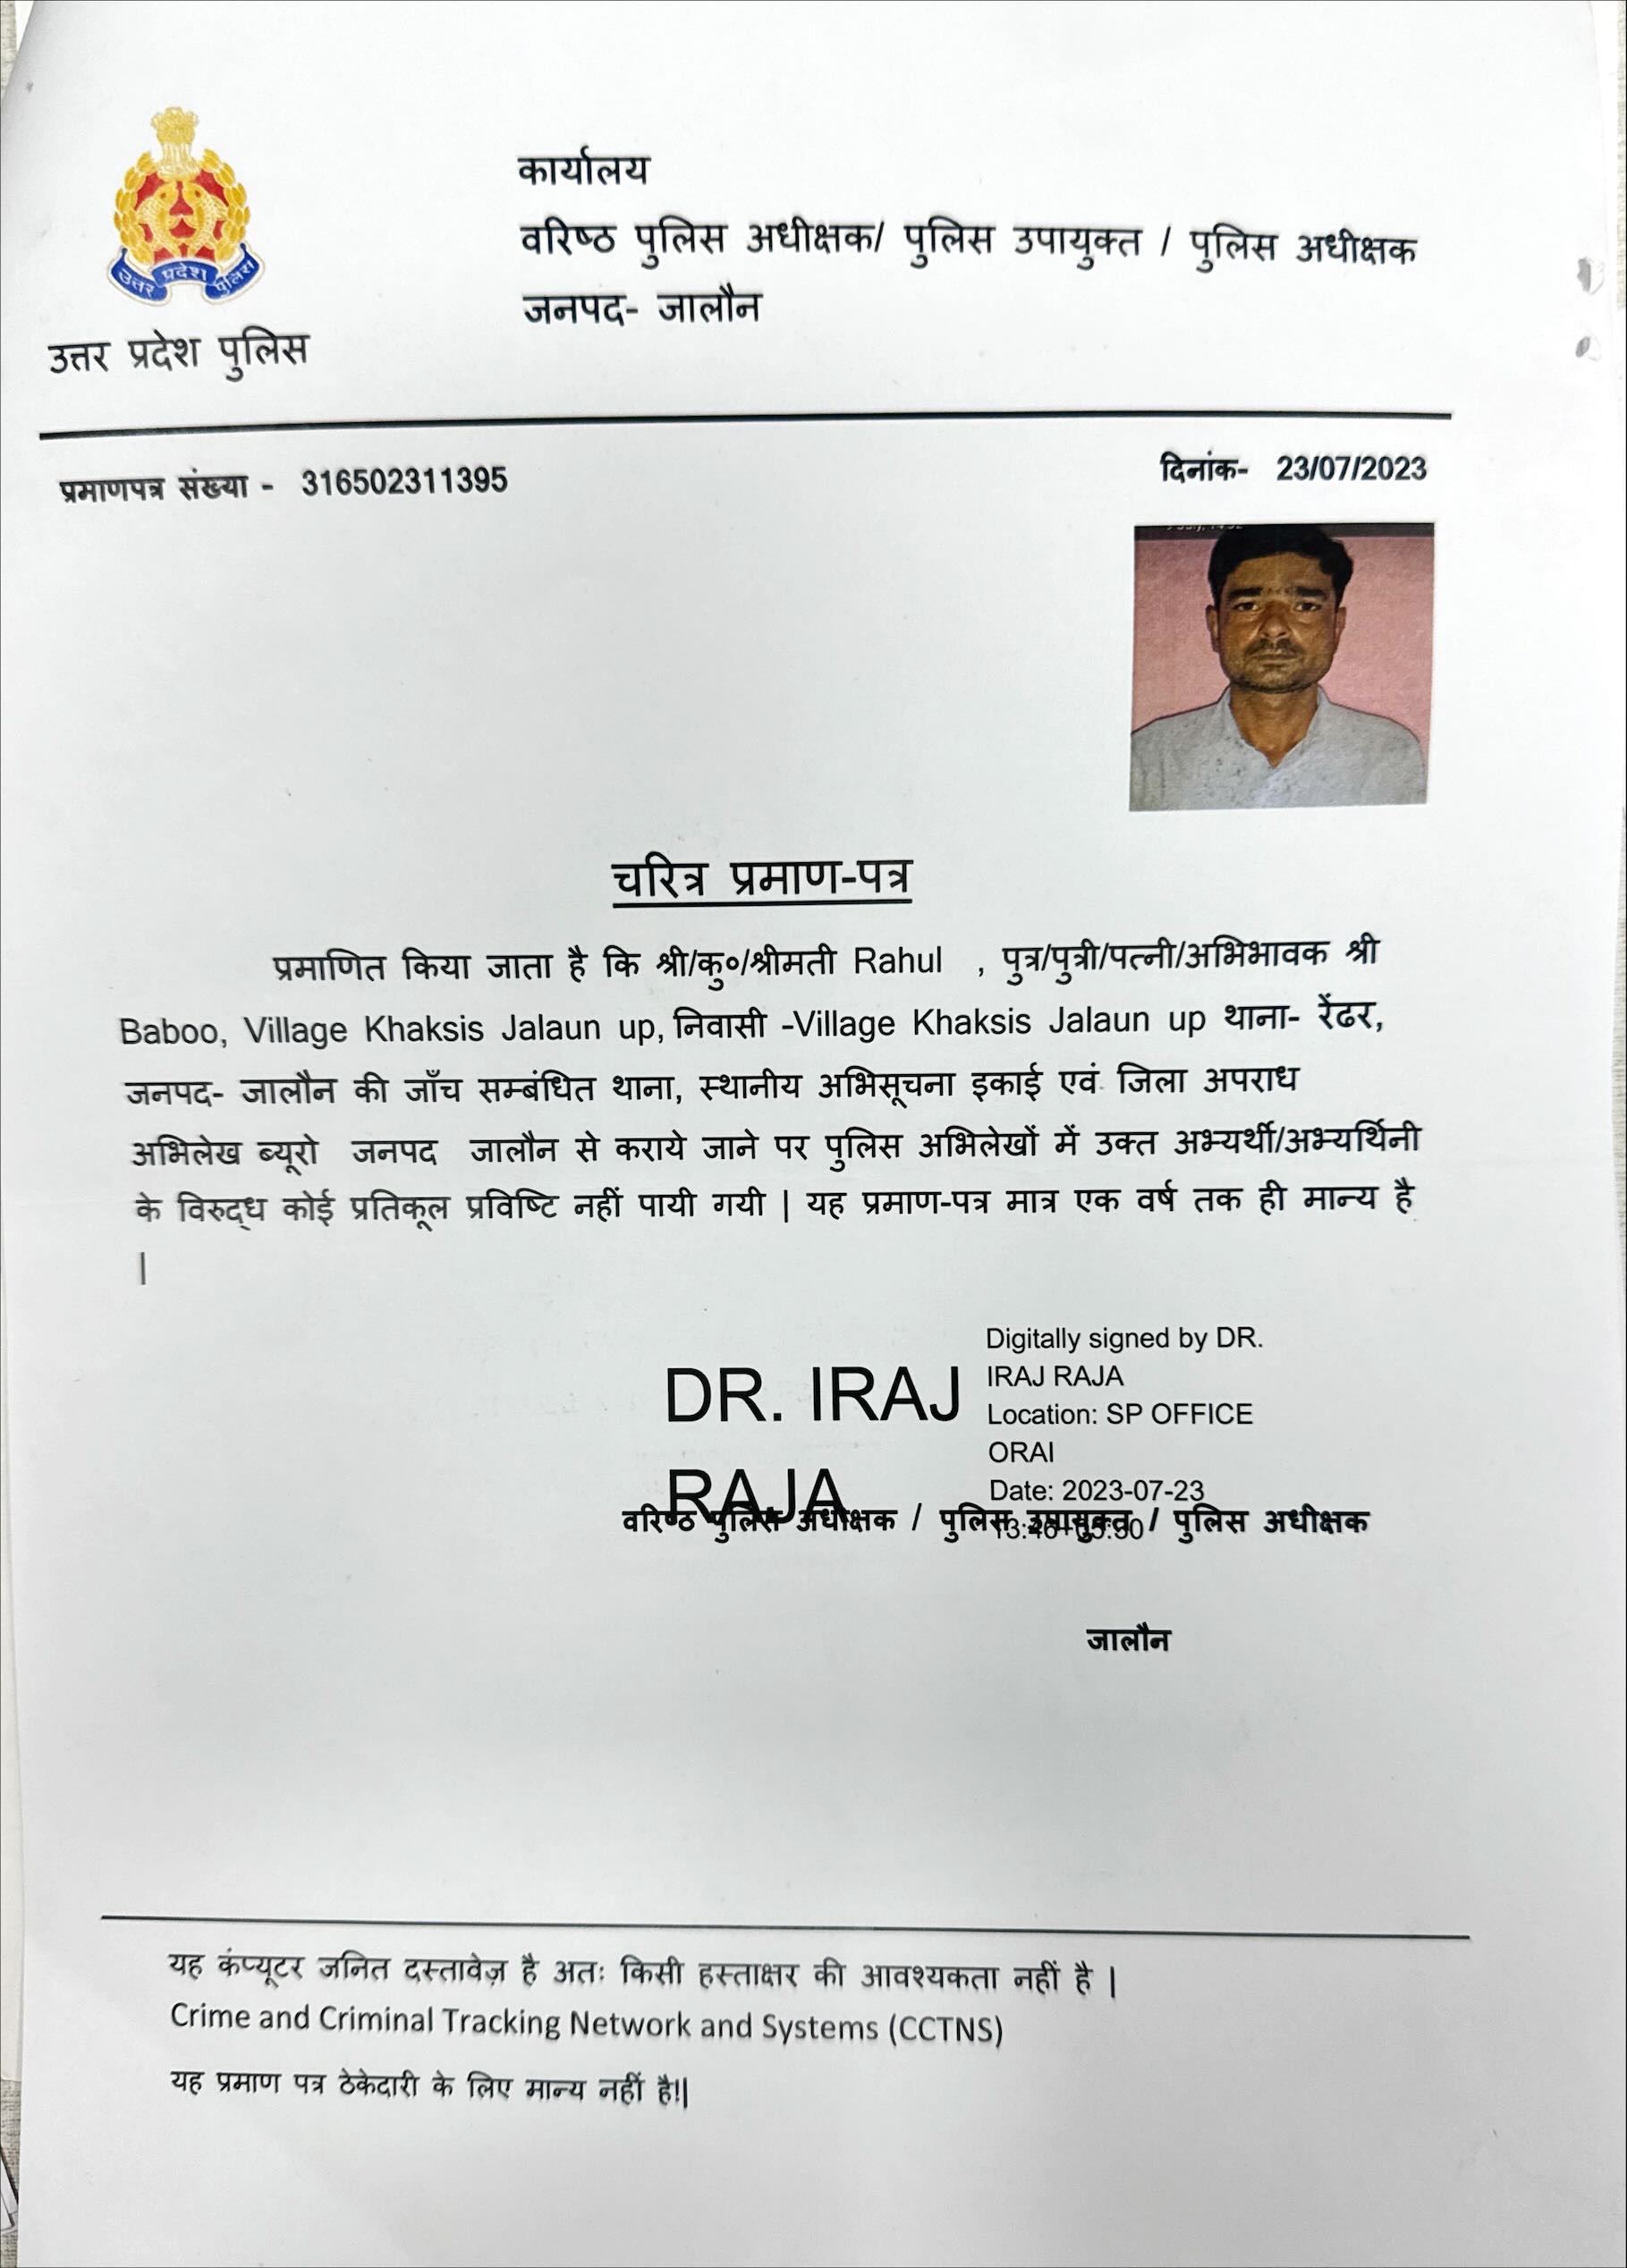 कार्यालय
वरिष्ठ पुलिस अधीक्षक/ पुलिस उपायुक्त / पुलिस अधीक्षक
जनपद- जालौन
उत्तर प्रदेश पुलिस
उत्तर प्रदेश पुलिस
प्रमाणपत्र संख्या - 316502311395
दिनांक- 23/07/2023
चरित्र प्रमाण-पत्र
प्रमाणित किया जाता है कि श्री/कु०/श्रीमती Rahul , पुत्र/पुत्री/पत्नी/अभिभावक श्री
Baboo, Village Khaksis Jalaun up, निवासी -Village Khaksis Jalaun up थाना- रेंढर,
जनपद- जालौन की जाँच सम्बंधित थाना, स्थानीय अभिसूचना इकाई एवं जिला अपराध
अभिलेख ब्यूरो जनपद जालौन से कराये जाने पर पुलिस अभिलेखों में उक्त अभ्यर्थी/अभ्यर्थिनी
के विरुद्ध कोई प्रतिकूल प्रविष्टि नहीं पायी गयी | यह प्रमाण-पत्र मात्र एक वर्ष तक ही मान्य है
|
DR. IRAJ
RAJA
Digitally signed by DR.
IRAJ RAJA
Location: SP OFFICE
ORAI
Date: 2023-07-23
वरिष्ठ पुलिस अधीक्षक / पुलिस उपायुक्त / पुलिस अधीक्षक
जालौन
यह कंप्यूटर जनित दस्तावेज़ है अतः किसी हस्ताक्षर की आवश्यकता नहीं है |
Crime and Criminal Tracking Network and Systems (CCTNS)
यह प्रमाण पत्र ठेकेदारी के लिए मान्य नहीं है!|